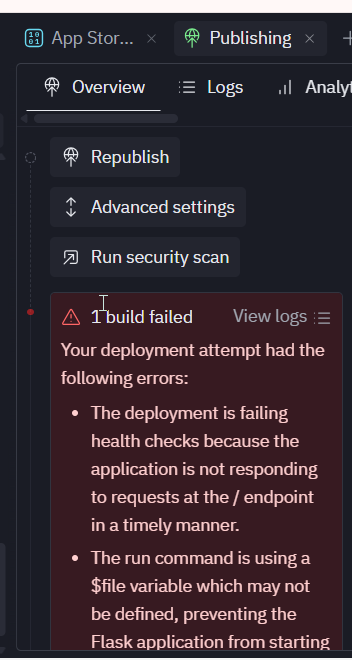 App Stor...
Publishing
Overview
Logs
Analyt
Republish
Advanced settings
Run security scan
1 build failed
View logs
Your deployment attempt had the
following errors:
The deployment is failing
health checks because the
application is not responding
to requests at the / endpoint
in a timely manner.
The run command is using a
$file variable which may not
be defined, preventing the
Flask application from starting